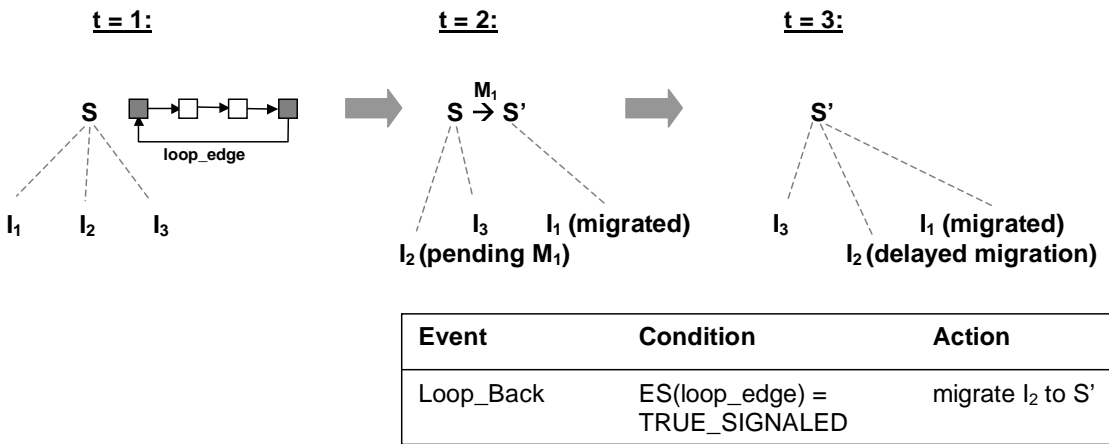 t = 1: t = 2: t = 3:
M1
S S → S’ S’
loop_edge
I1 I2 I3 I3 I1 (migrated) I3 I1 (migrated)
I2 (pending M1) I2 (delayed migration)
Event Condition Action
Loop_Back ES(loop_edge) = migrate I2 to S’
TRUE_SIGNALED